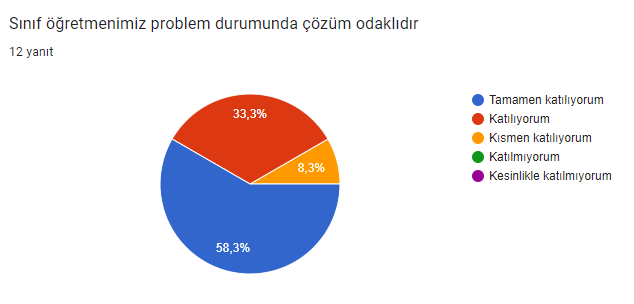 Sınıf öğretmenimiz problem durumunda çözüm odaklıdır
12 yanıt
33,3%
8,3%
58,3%
Tamamen katılıyorum
Katılıyorum
Kısmen katılıyorum
Katılmıyorum
Kesinlikle katılmıyorum